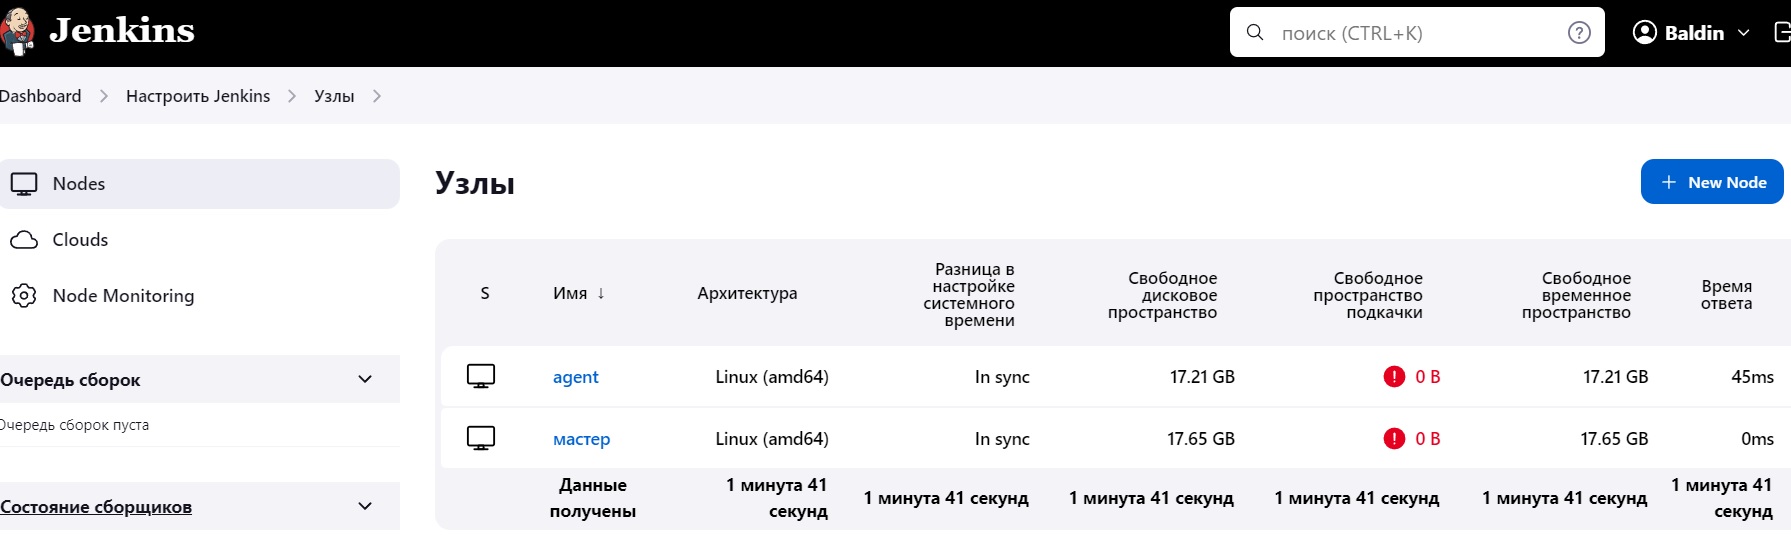 Jenkins
поиск (CTRL+K)
?
Baldin
Dashboard
Настроить Jenkins
Узлы
Nodes
Clouds
Node Monitoring
Очередь сборок
Очередь сборок пуста
Состояние сборщиков
Узлы
+ New Node
S
Имя ↓
Архитектура
Разница в
настройке
системного
времени
Свободное
дисковое
пространство
Свободное
пространство
подкачки
Свободное
временное
пространство
Время
ответа
agent Linux (amd64) In sync 17.21 GB ! 0 B 17.21 GB 45ms
мастер Linux (amd64) In sync 17.65 GB ! 0 B 17.65 GB 0ms
Данные
получены
1 минута 41
секунд
1 минута 41 секунд
1 минута 41 секунд
1 минута 41 секунд
1 минута 41 секунд
1 минута 41
секунд